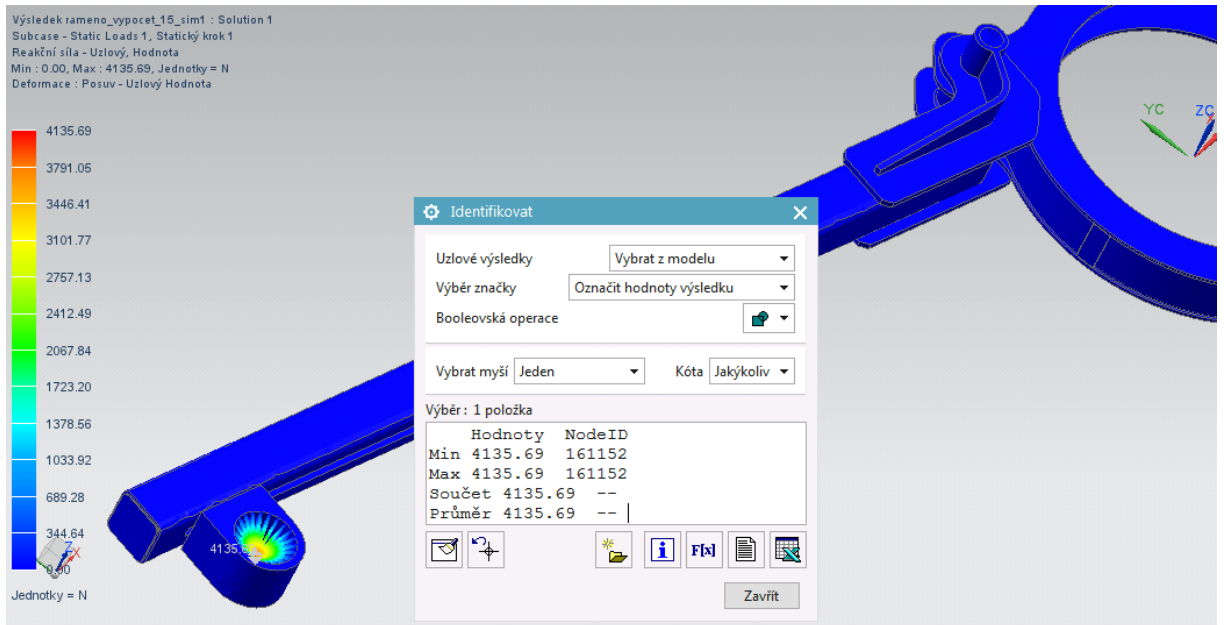 Výsledek rameno_vypocet_15_sim1 : Solution 1
Subcase - Static Loads 1, Statický krok 1
Reakční síla - Uzlový, Hodnota
Min : 0.00, Max : 4135.69, Jednotky = N
Deformace : Posuv - Uzlový Hodnota
4135.69
3791.05
3446.41
3101.77
2757.13
2412.49
2067.84
1723.20
1378.56
1033.92
689.28
344.64
0.00
Jednotky = N
Z
X
4135.6
YC
ZC
X
Identifikovat
Uzlové výsledky Vybrat z modelu
Výběr značky Označit hodnoty výsledku
Booleovská operace
Vybrat myší Jeden Kóta Jakýkoliv
Výběr : 1 položka
Hodnoty NodeID
Min 4135.69 161152
Max 4135.69 161152
Součet 4135.69 --
Průměr 4135.69 --
i
F[x]
Zavřít